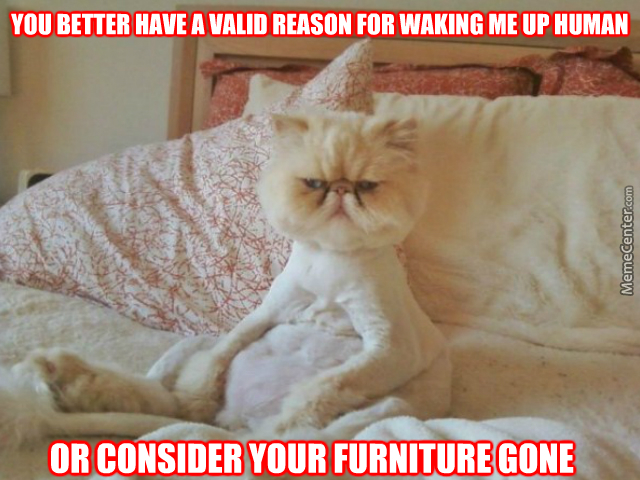 YOU BETTER HAVE A VALID REASON FOR WAKING ME UP HUMAN
MemeCenter.com
OR CONSIDER YOUR FURNITURE GONE